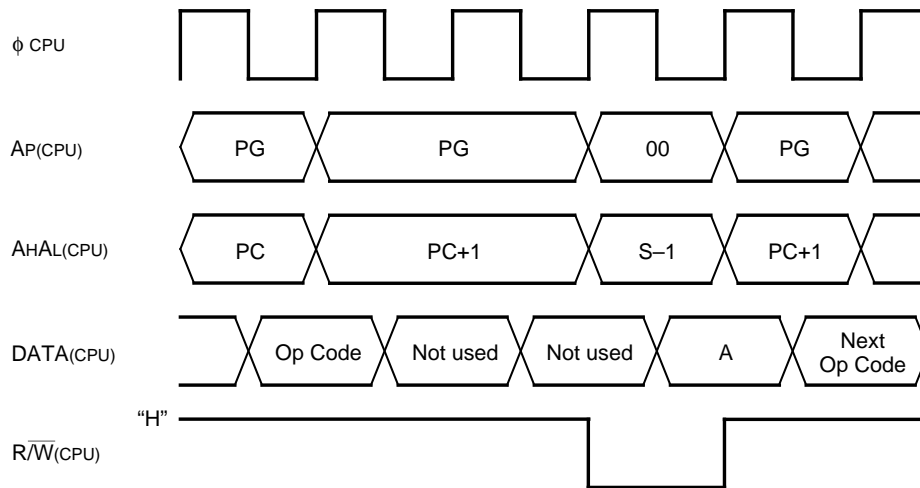 ϕ CPU
AP(CPU)
PG
PG
00
PG
AHAL(CPU)
PC
PC+1
S–1
PC+1
DATA(CPU)
Op Code
Not used
Not used
A
Next
Op Code
“H”
R/W̅(CPU)